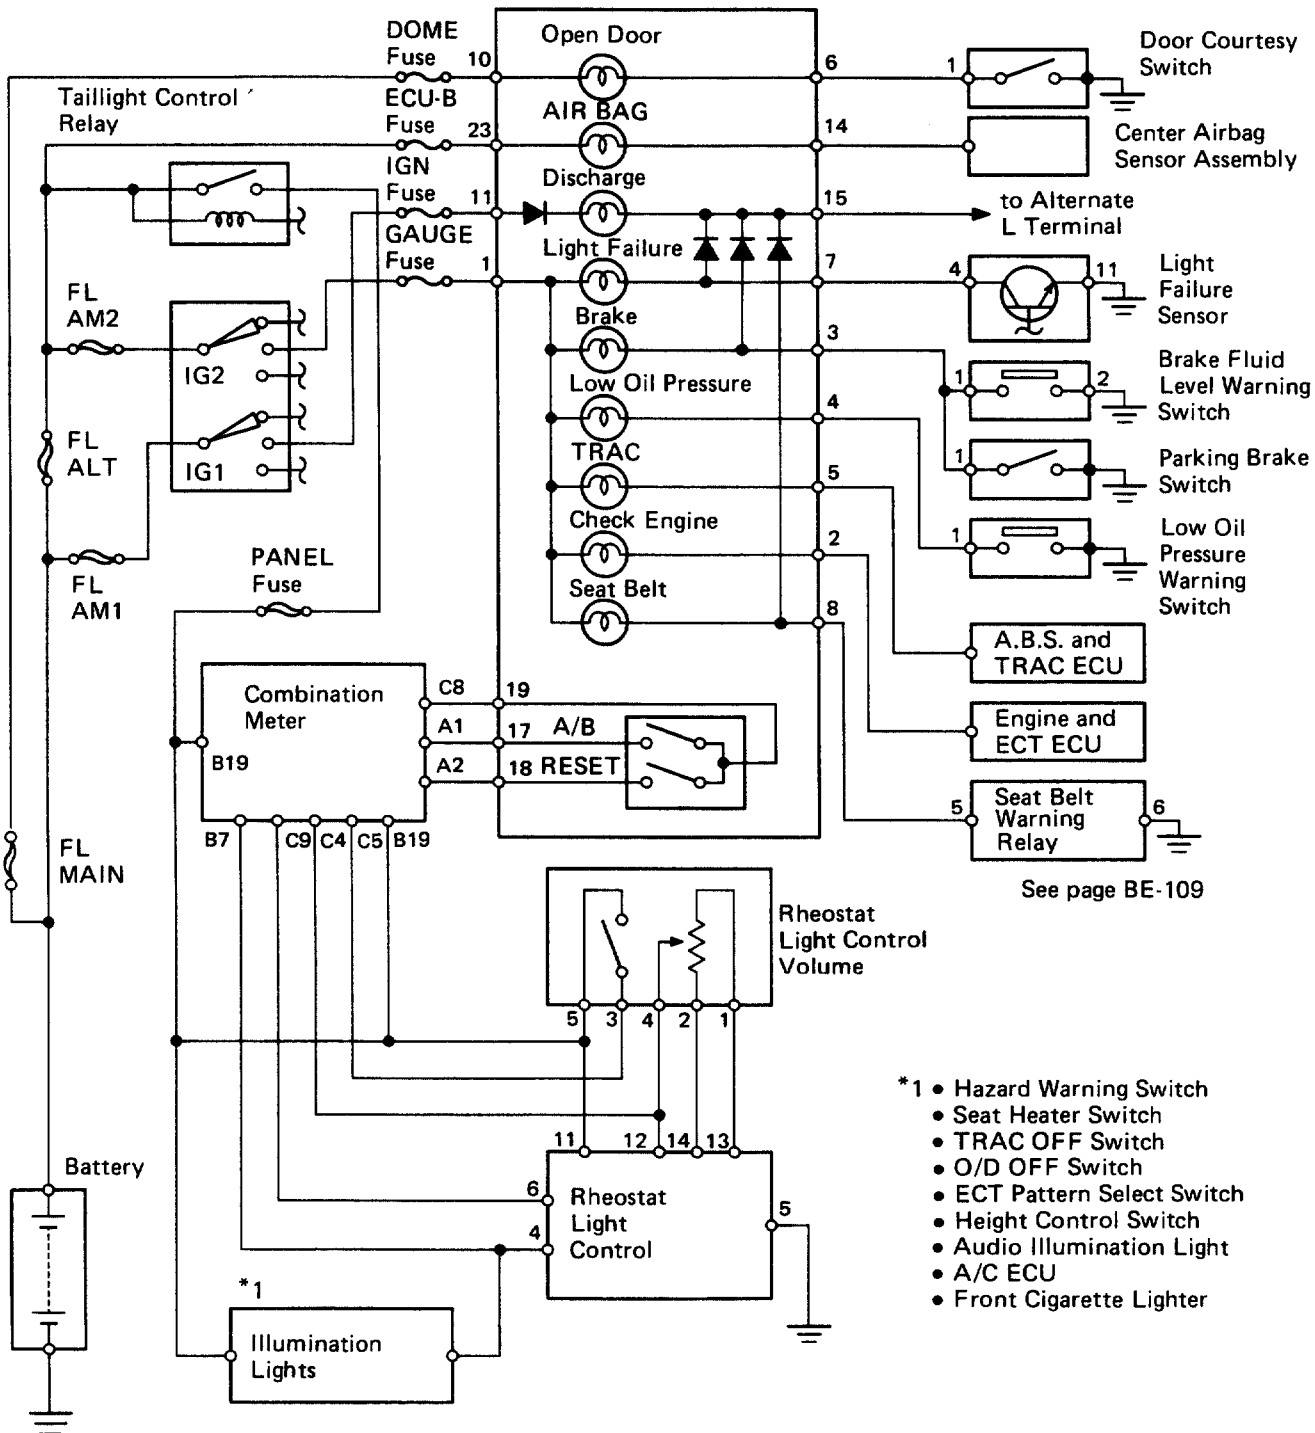 DOME
Fuse
10
Open Door
6
1
Door Courtesy
Switch
Taillight Control
Relay
ECU-B
Fuse
23
AIR BAG
14
Center Airbag
Sensor Assembly
IGN
Fuse
11
Discharge
15
to Alternate
L Terminal
GAUGE
Fuse
1
Light Failure
7
4
11
Light
Failure
Sensor
FL
AM2
IG2
Brake
3
1
2
Brake Fluid
Level Warning
Switch
Low Oil Pressure
4
FL
ALT
IG1
TRAC
5
1
Parking Brake
Switch
Check Engine
2
1
Low Oil
Pressure
Warning
Switch
FL
AM1
PANEL
Fuse
Seat Belt
8
A.B.S. and
TRAC ECU
Combination
Meter
C8
19
A1
17
A/B
A2
18
RESET
B19
Engine and
ECT ECU
B7
C9
C4
C5
B19
5
Seat Belt
Warning
Relay
6
See page BE-109
FL
MAIN
Rheostat
Light Control
Volume
5
3
4
2
1
*1
• Hazard Warning Switch
• Seat Heater Switch
• TRAC OFF Switch
• O/D OFF Switch
• ECT Pattern Select Switch
• Height Control Switch
• Audio Illumination Light
• A/C ECU
• Front Cigarette Lighter
11
12
14
13
Battery
6
4
Rheostat
Light
Control
5
*1
Illumination
Lights